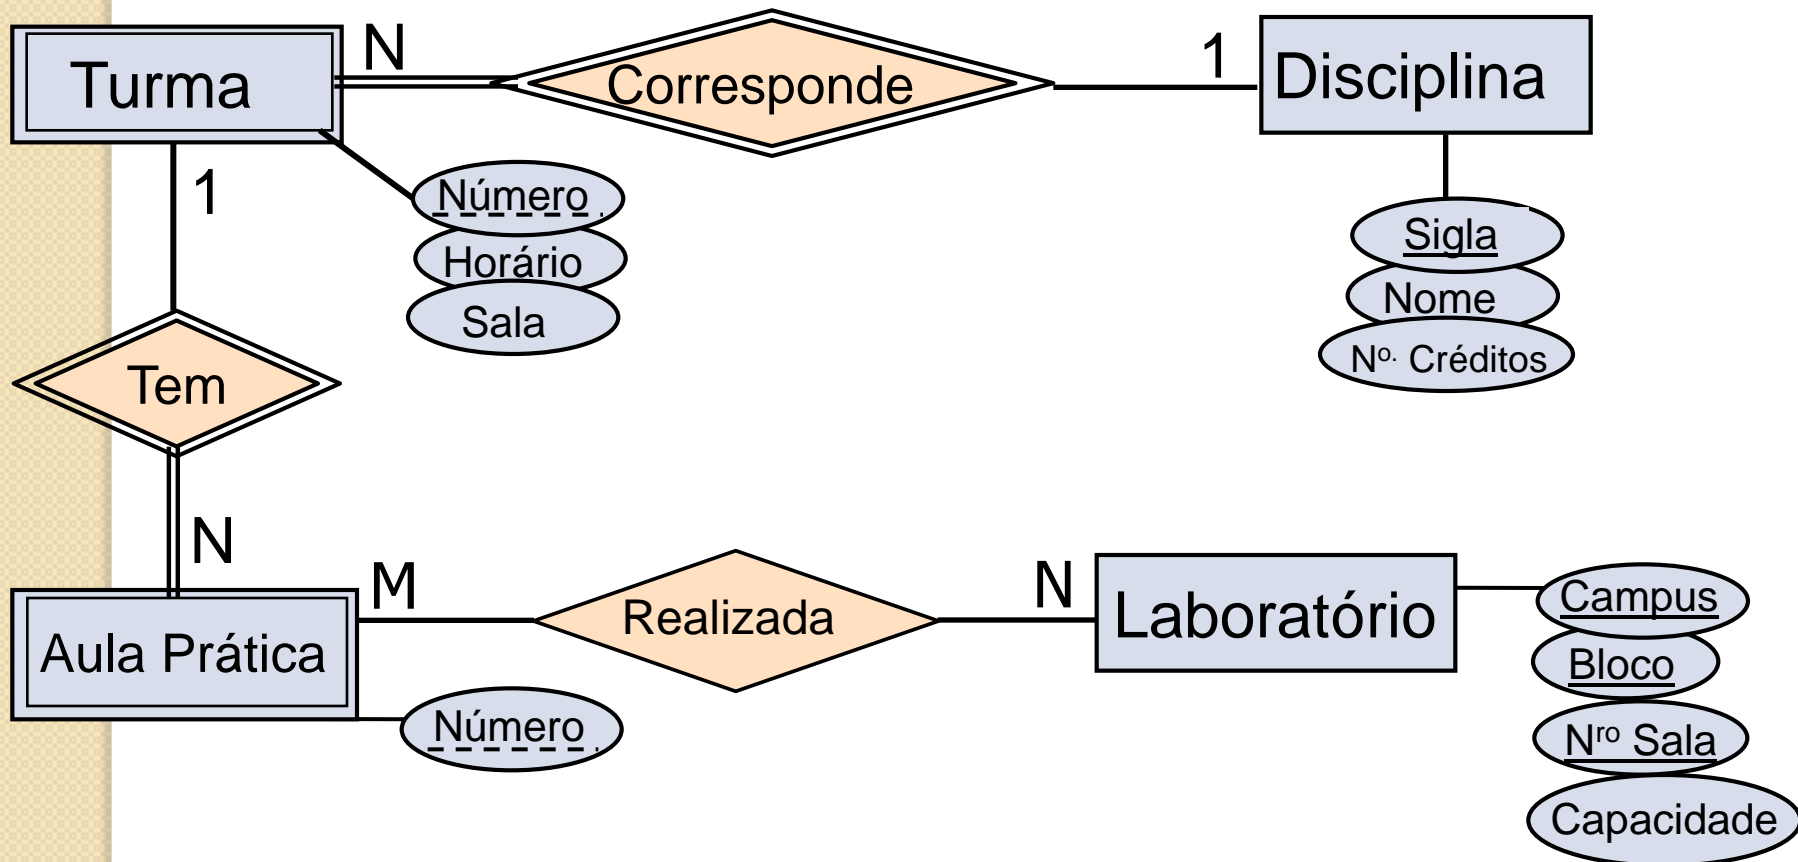 Turma
N
Corresponde
1
Disciplina
1
Número
Horário
Sala
Sigla
Nome
Nº. Créditos
Tem
N
Aula Prática
M
Realizada
N
Laboratório
Número
Campus
Bloco
Nro Sala
Capacidade